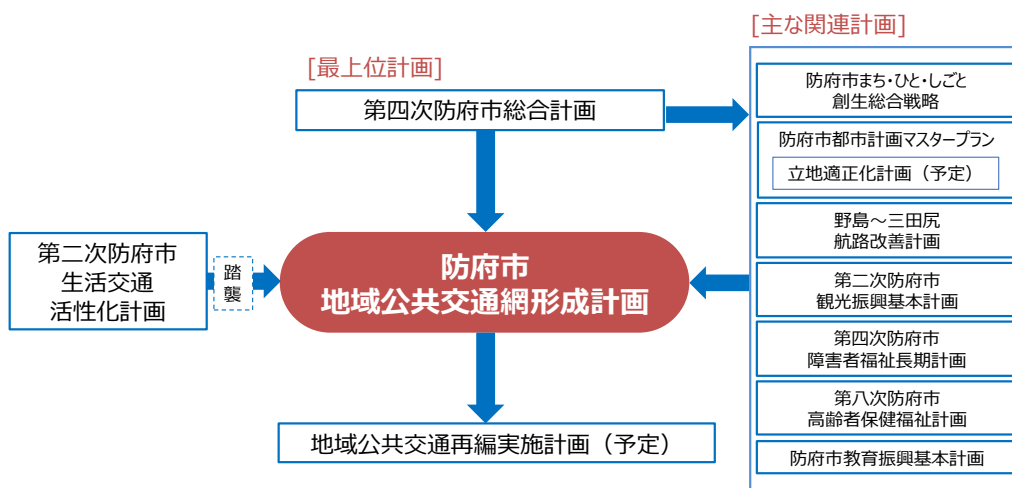 [最上位計画]
第四次防府市総合計画
第二次防府市
生活交通
活性化計画
踏
襲
防府市
地域公共交通網形成計画
地域公共交通再編実施計画（予定）
[主な関連計画]
防府市まち・ひと・しごと
創生総合戦略
防府市都市計画マスタープラン
立地適正化計画（予定）
野島～三田尻
航路改善計画
第二次防府市
観光振興基本計画
第四次防府市
障害者福祉長期計画
第八次防府市
高齢者保健福祉計画
防府市教育振興基本計画